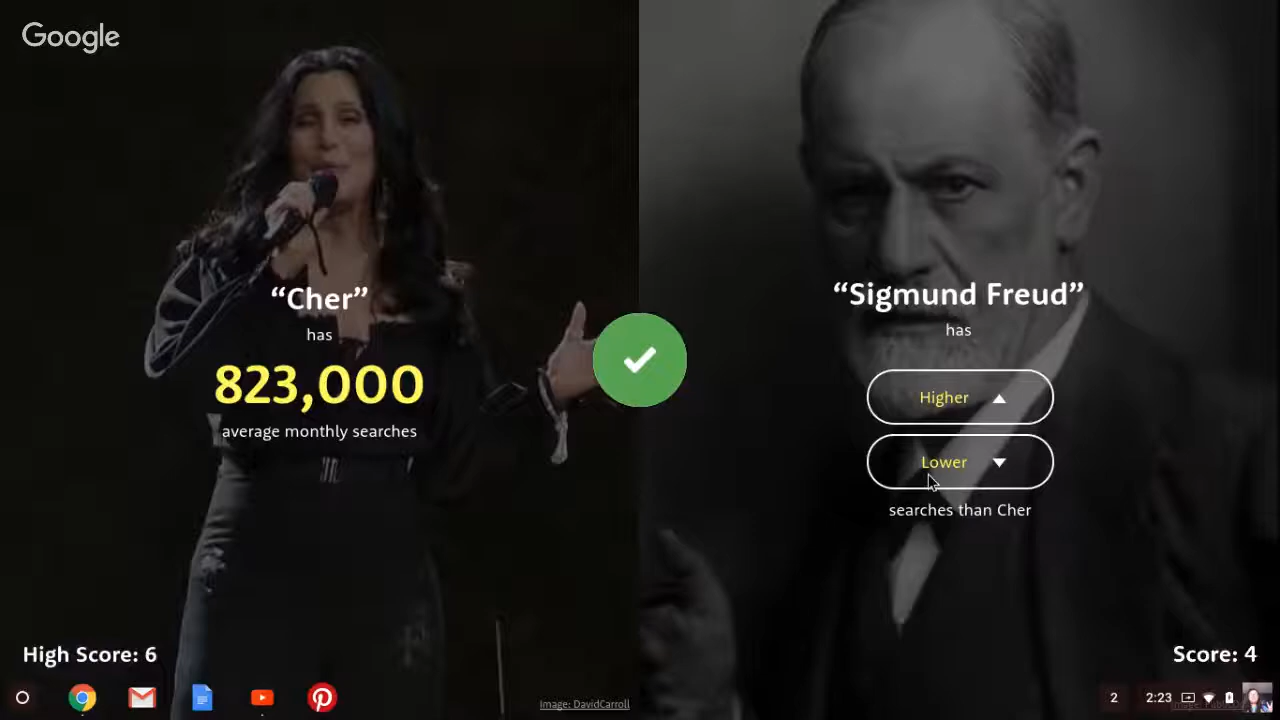 Google
“Cher”
has
823,000
average monthly searches
“Sigmund Freud”
has
Higher
Lower
searches than Cher
High Score: 6
Score: 4
Image: DavidCarroll
2
2:23